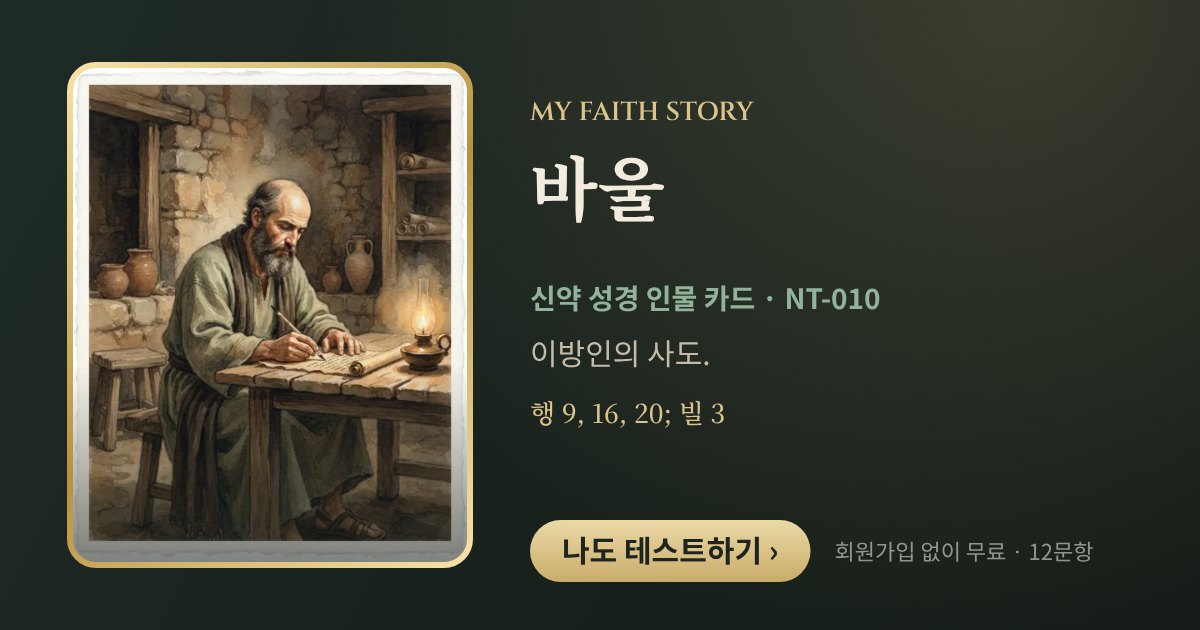 MY FAITH STORY
바울
신약 성경 인물 카드 · NT-010
이방인의 사도.
행 9, 16, 20; 빌 3
나도 테스트하기 ›
회원가입 없이 무료 · 12문항